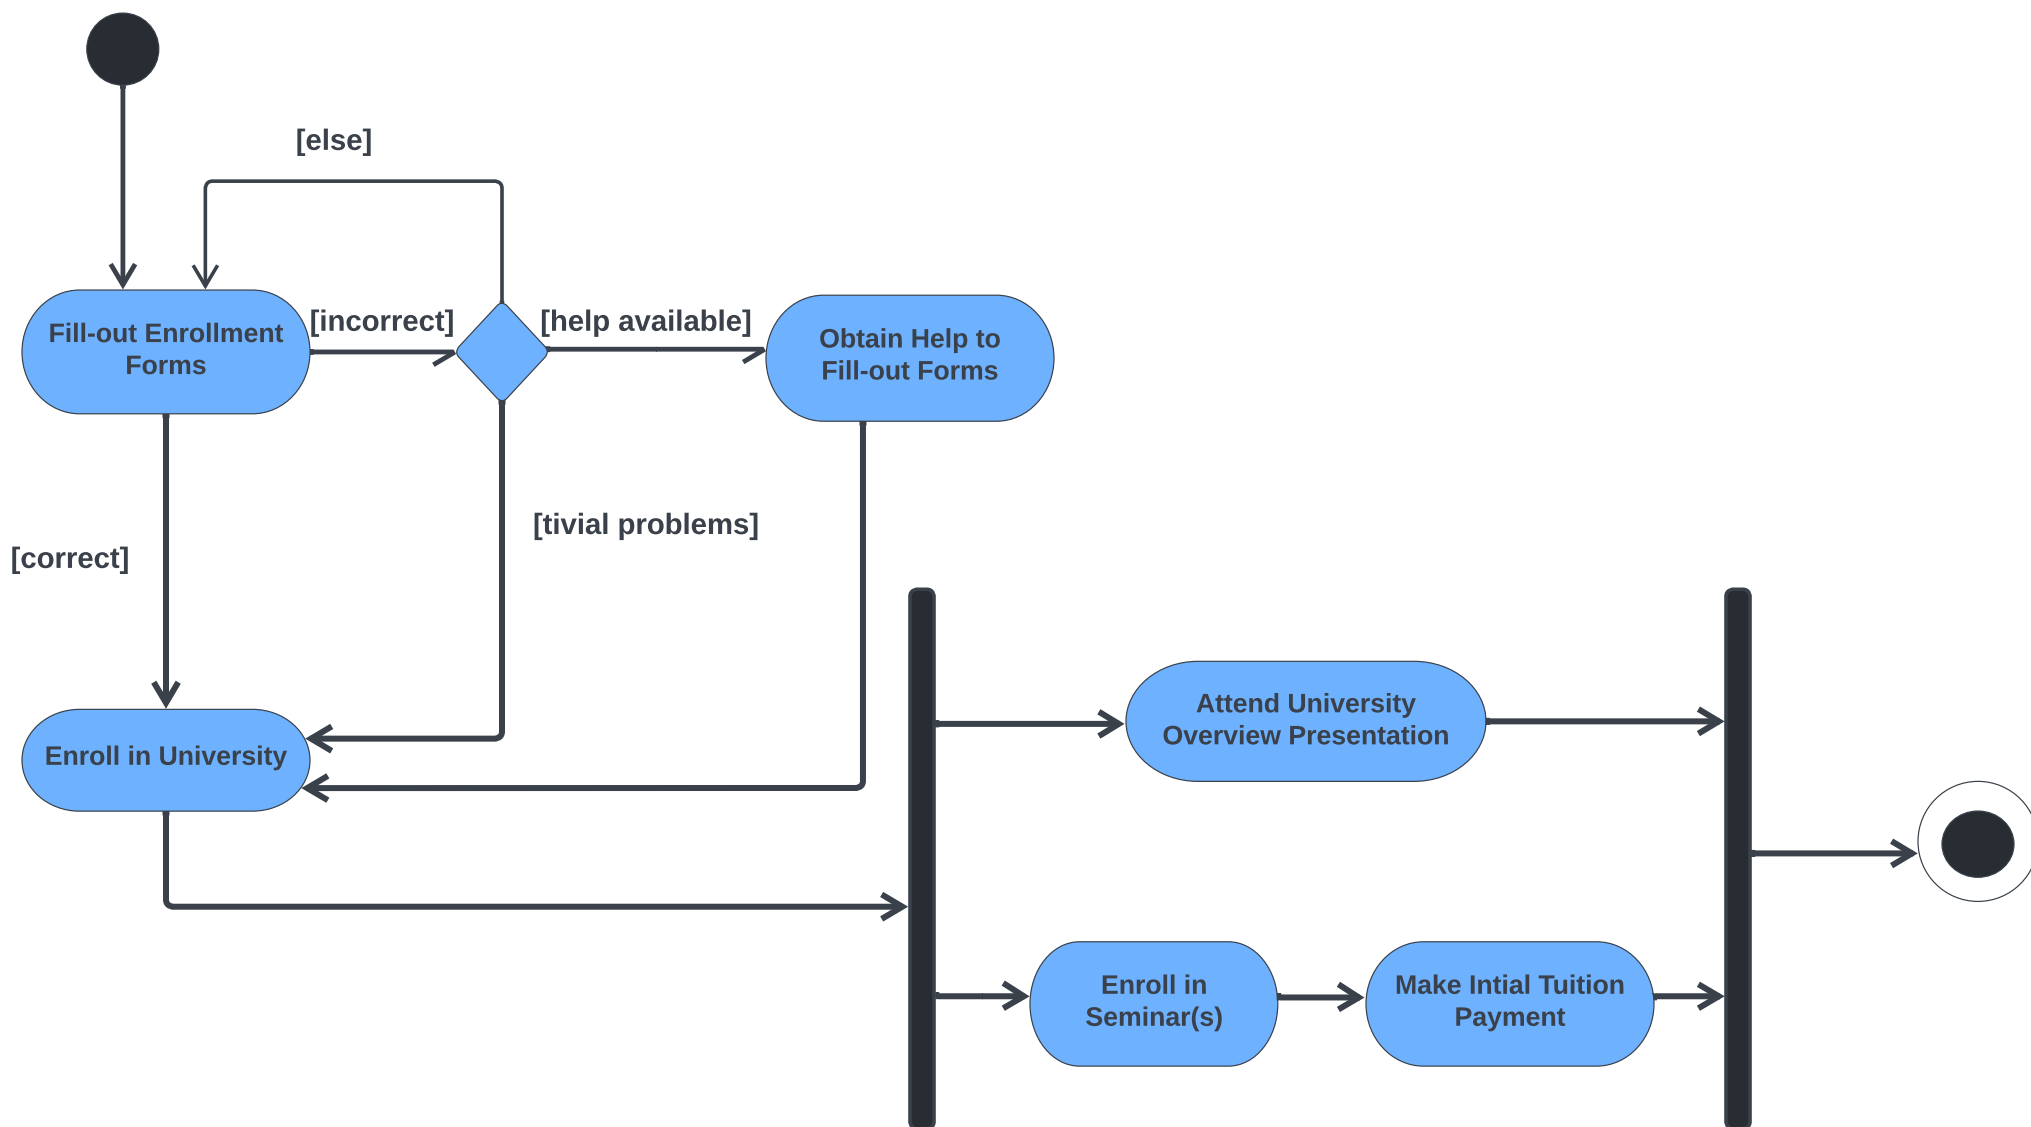 [else]
Fill-out Enrollment
Forms
[incorrect]
[help available]
Obtain Help to
Fill-out Forms
[tivial problems]
[correct]
Enroll in University
Attend University
Overview Presentation
Enroll in
Seminar(s)
Make Intial Tuition
Payment